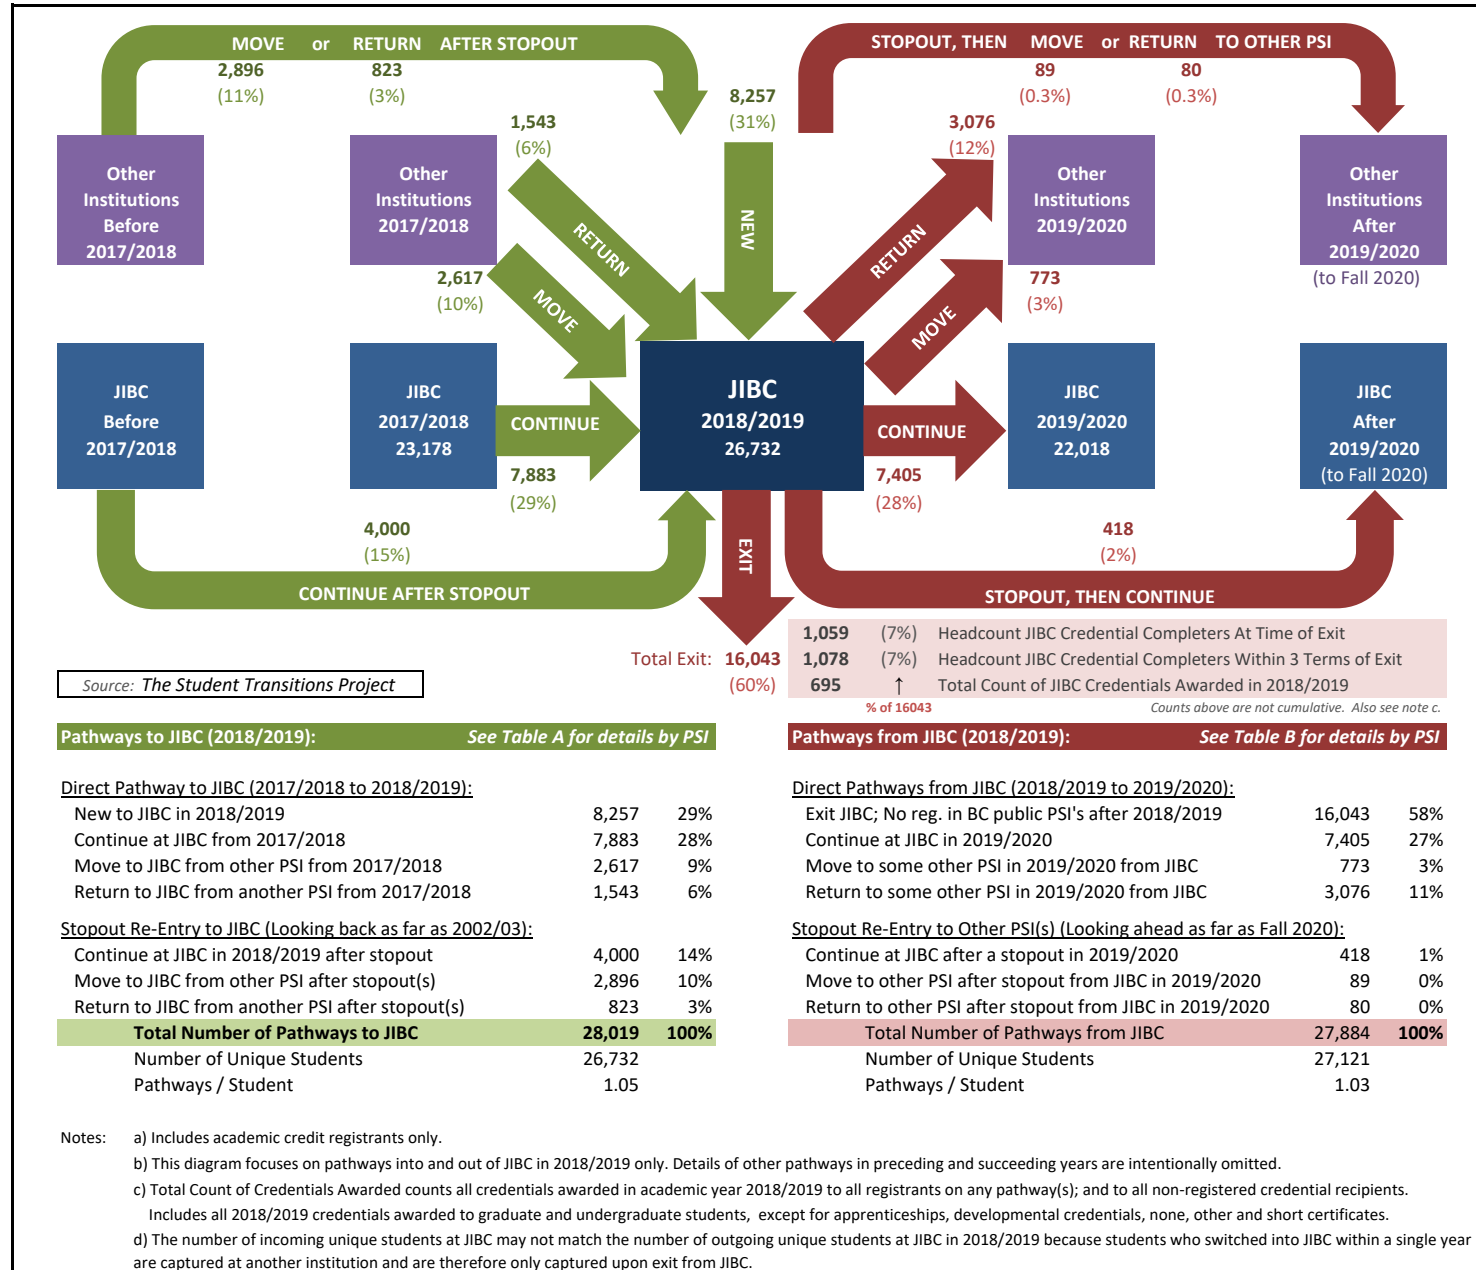 MOVE or RETURN AFTER STOPOUT
2,896 823
(11%) (3%)
STOPOUT, THEN MOVE or RETURN TO OTHER PSI
89 80
(0.3%) (0.3%)
8,257
(31%)
1,543
(6%)
3,076
(12%)
Other
Institutions
Before
2017/2018
Other
Institutions
2017/2018
NEW
Other
Institutions
2019/2020
Other
Institutions
After
2019/2020
(to Fall 2020)
RETURN
RETURN
2,617
(10%)
MOVE
773
(3%)
MOVE
JIBC
Before
2017/2018
JIBC
2017/2018
23,178
CONTINUE
7,883
(29%)
JIBC
2018/2019
26,732
CONTINUE
7,405
(28%)
JIBC
2019/2020
22,018
JIBC
After
2019/2020
(to Fall 2020)
4,000
(15%)
CONTINUE AFTER STOPOUT
EXIT
418
(2%)
STOPOUT, THEN CONTINUE
Total Exit: 16,043
(60%)
1,059 (7%) Headcount JIBC Credential Completers At Time of Exit
1,078 (7%) Headcount JIBC Credential Completers Within 3 Terms of Exit
695 ↑ Total Count of JIBC Credentials Awarded in 2018/2019
% of 16043 Counts above are not cumulative. Also see note c.
Source: The Student Transitions Project
Pathways to JIBC (2018/2019): See Table A for details by PSI
Direct Pathway to JIBC (2017/2018 to 2018/2019):
New to JIBC in 2018/2019 8,257 29%
Continue at JIBC from 2017/2018 7,883 28%
Move to JIBC from other PSI from 2017/2018 2,617 9%
Return to JIBC from another PSI from 2017/2018 1,543 6%
Stopout Re-Entry to JIBC (Looking back as far as 2002/03):
Continue at JIBC in 2018/2019 after stopout 4,000 14%
Move to JIBC from other PSI after stopout(s) 2,896 10%
Return to JIBC from another PSI after stopout(s) 823 3%
Total Number of Pathways to JIBC 28,019 100%
Number of Unique Students 26,732
Pathways / Student 1.05
Pathways from JIBC (2018/2019): See Table B for details by PSI
Direct Pathways from JIBC (2018/2019 to 2019/2020):
Exit JIBC; No reg. in BC public PSI's after 2018/2019 16,043 58%
Continue at JIBC in 2019/2020 7,405 27%
Move to some other PSI in 2019/2020 from JIBC 773 3%
Return to some other PSI in 2019/2020 from JIBC 3,076 11%
Stopout Re-Entry to Other PSI(s) (Looking ahead as far as Fall 2020):
Continue at JIBC after a stopout in 2019/2020 418 1%
Move to other PSI after stopout from JIBC in 2019/2020 89 0%
Return to other PSI after stopout from JIBC in 2019/2020 80 0%
Total Number of Pathways from JIBC 27,884 100%
Number of Unique Students 27,121
Pathways / Student 1.03
Notes: a) Includes academic credit registrants only.
b) This diagram focuses on pathways into and out of JIBC in 2018/2019 only. Details of other pathways in preceding and succeeding years are intentionally omitted.
c) Total Count of Credentials Awarded counts all credentials awarded in academic year 2018/2019 to all registrants on any pathway(s); and to all non-registered credential recipients.
Includes all 2018/2019 credentials awarded to graduate and undergraduate students, except for apprenticeships, developmental credentials, none, other and short certificates.
d) The number of incoming unique students at JIBC may not match the number of outgoing unique students at JIBC in 2018/2019 because students who switched into JIBC within a single year
are captured at another institution and are therefore only captured upon exit from JIBC.